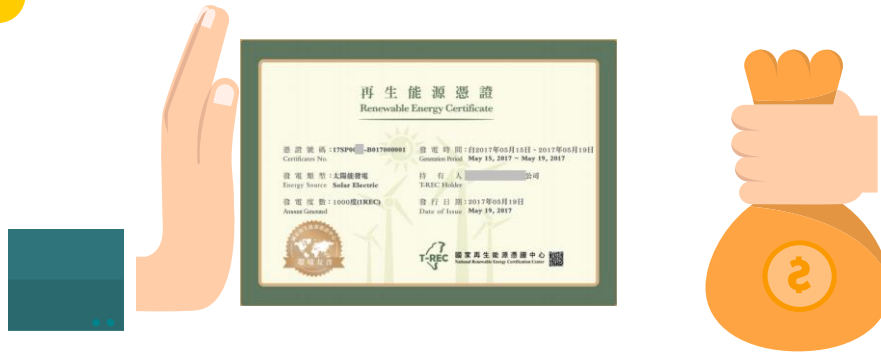 再生能源憑證
Renewable Energy Certificate
憑證號碼:17SP00 -B017000001
Certificates No.
發電時間:自2017年05月15日、2017年05月19日
Generation Period May 15, 2017 ~ May 19, 2017
發電類型:太陽能發電
Energy Source Solar Electric
持有人 公司
T-REC Holder
發電度數:1000度(1REC)
Amount Generated
發行日期:2017年05月19日
Date of Issue May 19, 2017
T-REC 國家再生能源憑證中心
National Renewable Energy Certification Center